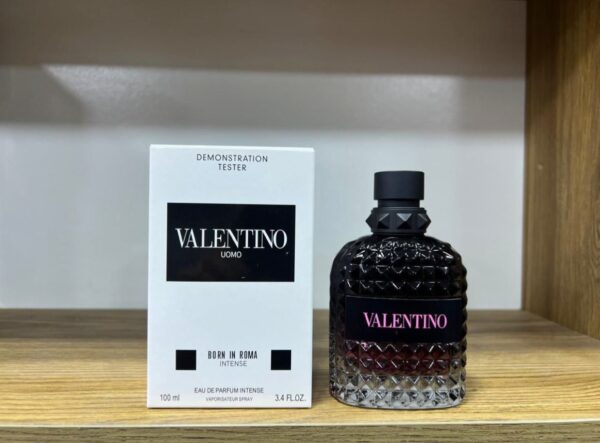 DEMONSTRATION
TESTER
VALENTINO
UOMO
BORN IN ROMA
INTENSE
EAU DE PARFUM INTENSE
100 ml VAPORISATEUR SPRAY 3.4 FL.OZ.
VALENTINO